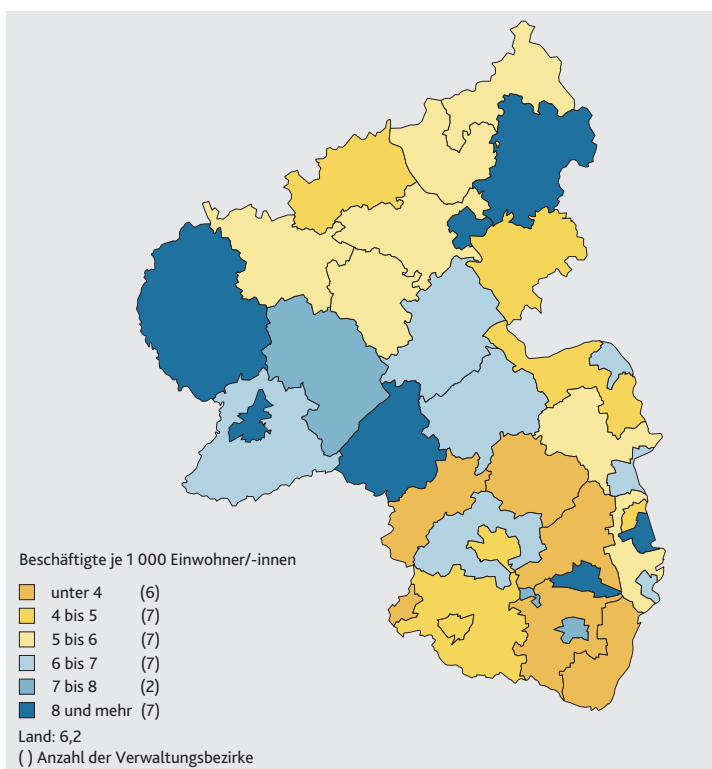 Beschäftigte je 1 000 Einwohner/-innen
unter 4 (6)
4 bis 5 (7)
5 bis 6 (7)
6 bis 7 (7)
7 bis 8 (2)
8 und mehr (7)
Land: 6,2
( ) Anzahl der Verwaltungsbezirke